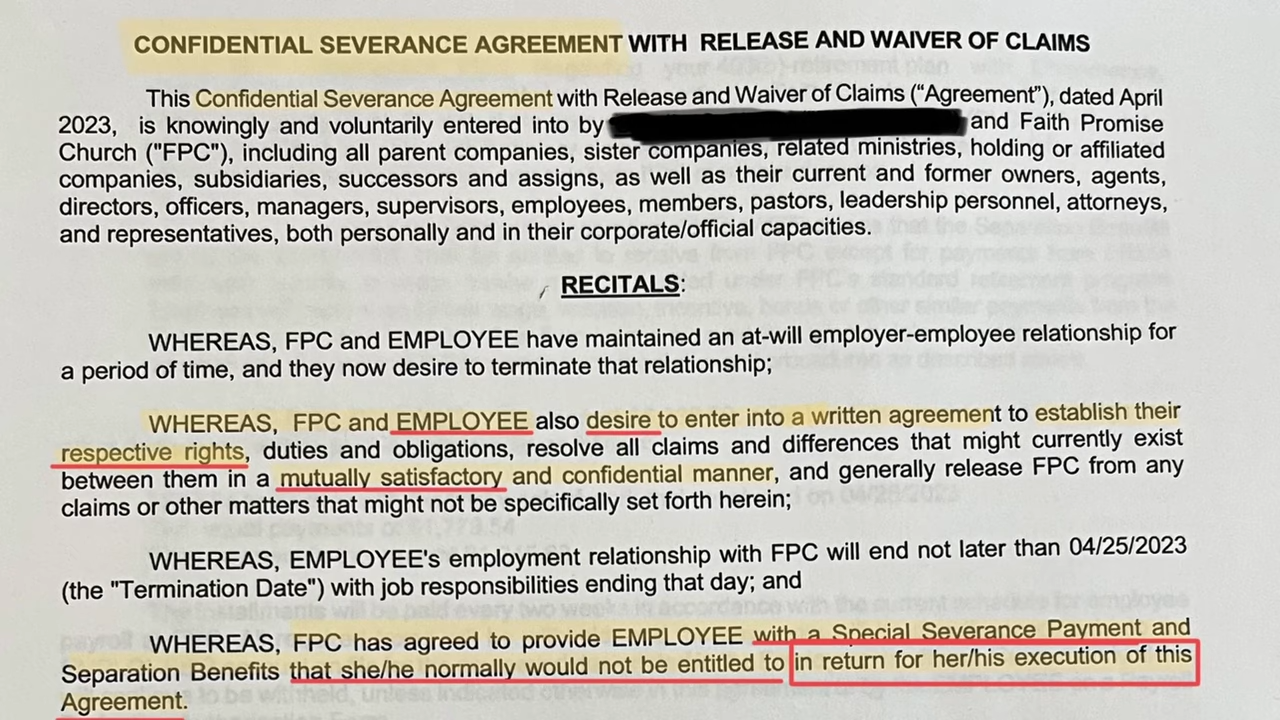 CONFIDENTIAL SEVERANCE AGREEMENT WITH RELEASE AND WAIVER OF CLAIMS
This Confidential Severance Agreement with Release and Waiver of Claims (“Agreement”), dated April
2023, is knowingly and voluntarily entered into by and Faith Promise
Church ("FPC"), including all parent companies, sister companies, related ministries, holding or affiliated
companies, subsidiaries, successors and assigns, as well as their current and former owners, agents,
directors, officers, managers, supervisors, employees, members, pastors, leadership personnel, attorneys,
and representatives, both personally and in their corporate/official capacities.
RECITALS:
WHEREAS, FPC and EMPLOYEE have maintained an at-will employer-employee relationship for
a period of time, and they now desire to terminate that relationship;
WHEREAS, FPC and EMPLOYEE also desire to enter into a written agreement to establish their
respective rights, duties and obligations, resolve all claims and differences that might currently exist
between them in a mutually satisfactory and confidential manner, and generally release FPC from any
claims or other matters that might not be specifically set forth herein;
WHEREAS, EMPLOYEE's employment relationship with FPC will end not later than 04/25/2023
(the "Termination Date") with job responsibilities ending that day; and
WHEREAS, FPC has agreed to provide EMPLOYEE with a Special Severance Payment and
Separation Benefits that she/he normally would not be entitled to in return for her/his execution of this
Agreement.